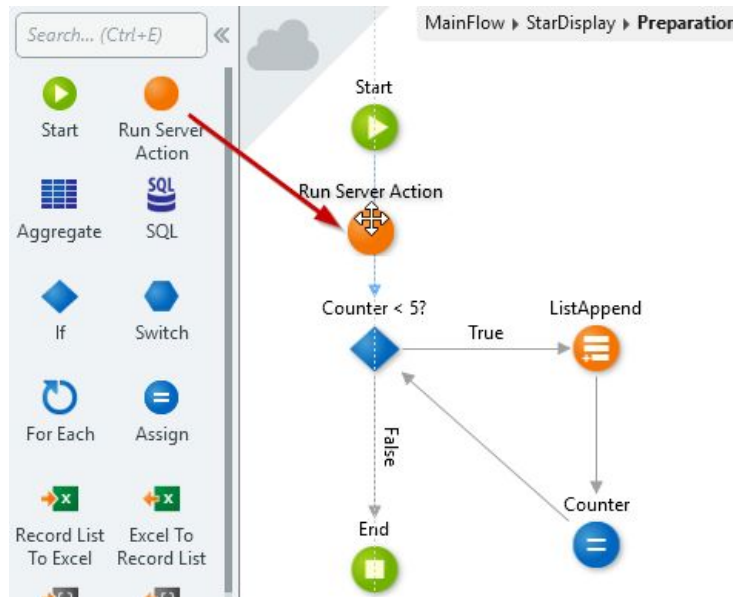 Search... (Ctrl+E)
MainFlow StarDisplay Preparation
Start
Run Server
Action
Aggregate
SQL
SQL
If
Switch
For Each
Assign
Record List
To Excel
Excel To
Record List
Start
Run Server Action
Counter < 5?
True
ListAppend
False
Counter
End